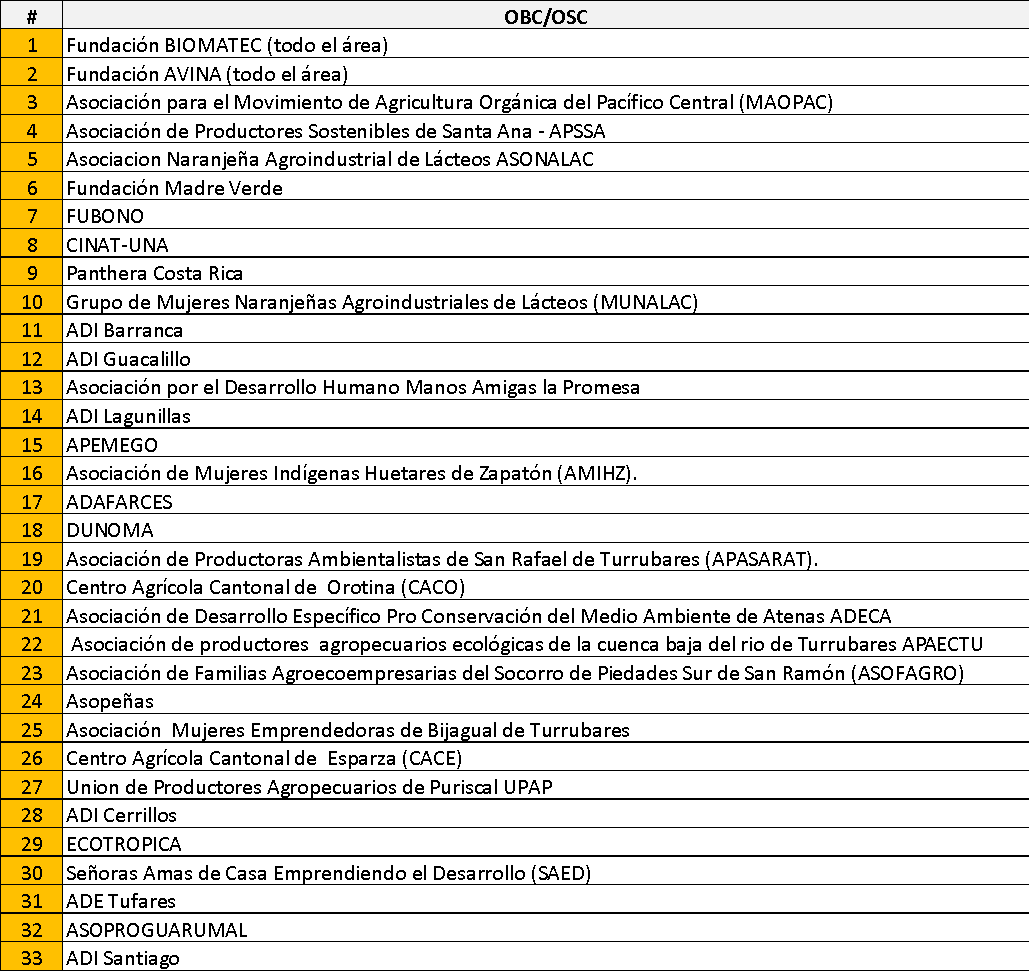 # OBC/OSC
1 Fundación BIOMATEC (todo el área)
2 Fundación AVINA (todo el área)
3 Asociación para el Movimiento de Agricultura Orgánica del Pacífico Central (MAOPAC)
4 Asociación de Productores Sostenibles de Santa Ana - APSSA
5 Asociacion Naranjeña Agroindustrial de Lácteos ASONALAC
6 Fundación Madre Verde
7 FUBONO
8 CINAT-UNA
9 Panthera Costa Rica
10 Grupo de Mujeres Naranjeñas Agroindustriales de Lácteos (MUNALAC)
11 ADI Barranca
12 ADI Guacalillo
13 Asociación por el Desarrollo Humano Manos Amigas la Promesa
14 ADI Lagunillas
15 APEMEGO
16 Asociación de Mujeres Indígenas Huetares de Zapatón (AMIHZ).
17 ADAFARCES
18 DUNOMA
19 Asociación de Productoras Ambientalistas de San Rafael de Turrubares (APASARAT).
20 Centro Agrícola Cantonal de Orotina (CACO)
21 Asociación de Desarrollo Específico Pro Conservación del Medio Ambiente de Atenas ADECA
22 Asociación de productores agropecuarios ecológicas de la cuenca baja del rio de Turrubares APAECTU
23 Asociación de Familias Agroecoempresarias del Socorro de Piedades Sur de San Ramón (ASOFAGRO)
24 Asopeñas
25 Asociación Mujeres Emprendedoras de Bijagual de Turrubares
26 Centro Agrícola Cantonal de Esparza (CACE)
27 Union de Productores Agropecuarios de Puriscal UPAP
28 ADI Cerrillos
29 ECOTROPICA
30 Señoras Amas de Casa Emprendiendo el Desarrollo (SAED)
31 ADE Tufares
32 ASOPROGUARUMAL
33 ADI Santiago